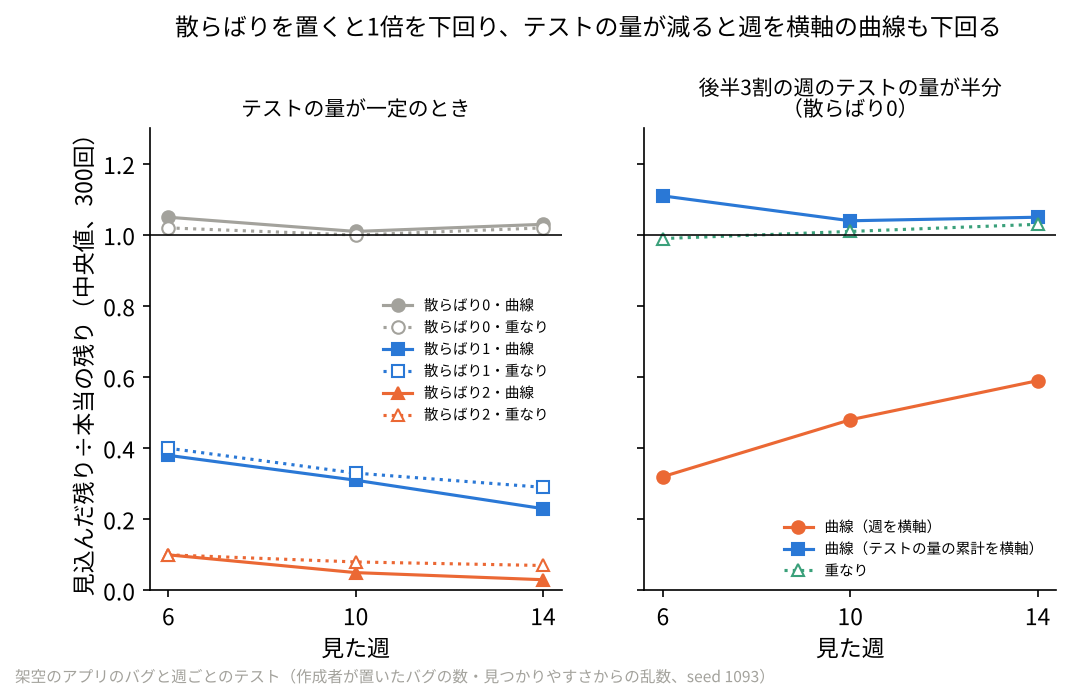 散らばりを置くと1倍を下回り、テストの量が減ると週を横軸の曲線も下回る
テストの量が一定のとき
見込んだ残り÷本当の残り（中央値、300回）
1.2
1.0
0.8
0.6
0.4
0.2
0.0
散らばり0・曲線
散らばり0・重なり
散らばり1・曲線
散らばり1・重なり
散らばり2・曲線
散らばり2・重なり
6 10 14
見た週
後半3割の週のテストの量が半分
（散らばり0）
曲線（週を横軸）
曲線（テストの量の累計を横軸）
重なり
6 10 14
見た週
架空のアプリのバグと週ごとのテスト（作成者が置いたバグの数・見つかりやすさからの乱数、seed 1093）